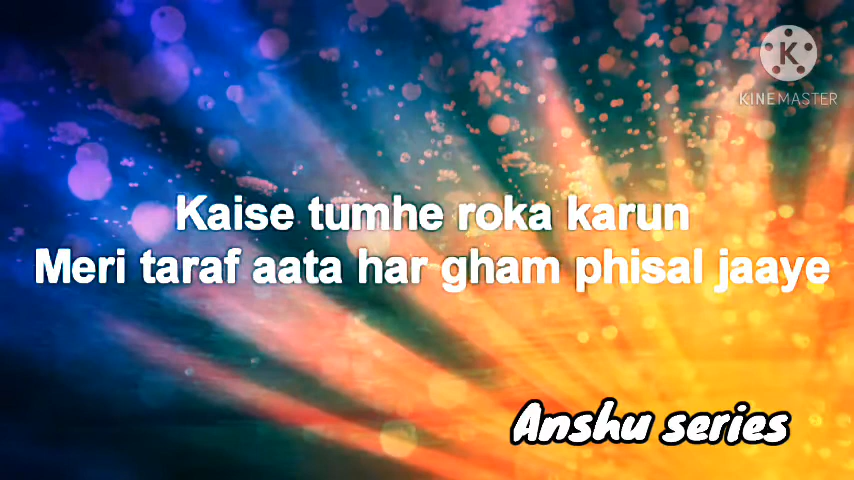 K
KINEMASTER
Kaise tumhe roka karun
Meri taraf aata har gham phisal jaaye
Anshu series